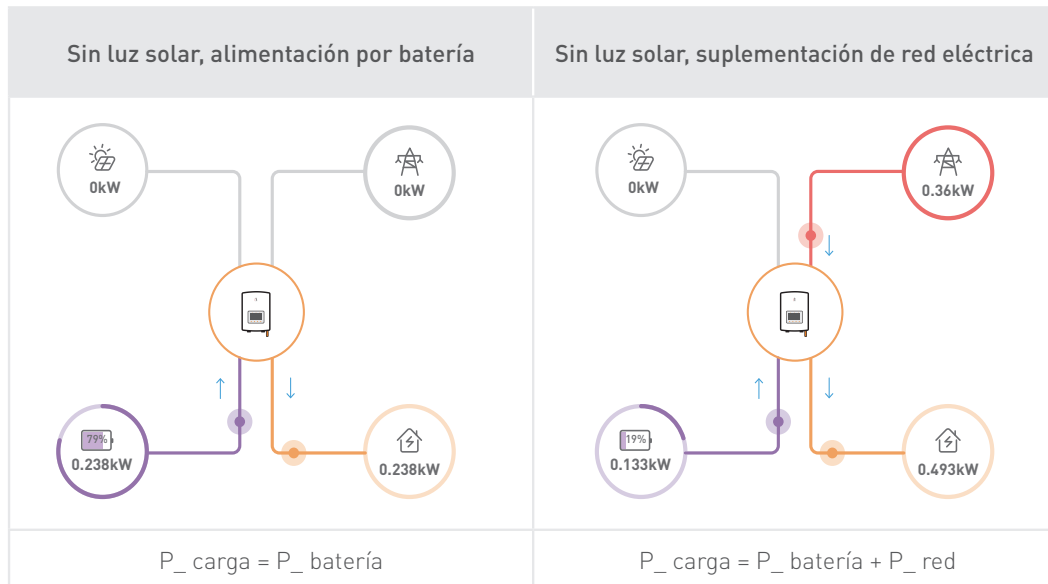 Sin luz solar, alimentación por batería
Sin luz solar, suplementación de red eléctrica
0kW
0kW
0kW
0.36kW
79%
0.238kW
0.238kW
19%
0.133kW
0.493kW
P_ carga = P_ batería
P_ carga = P_ batería + P_ red